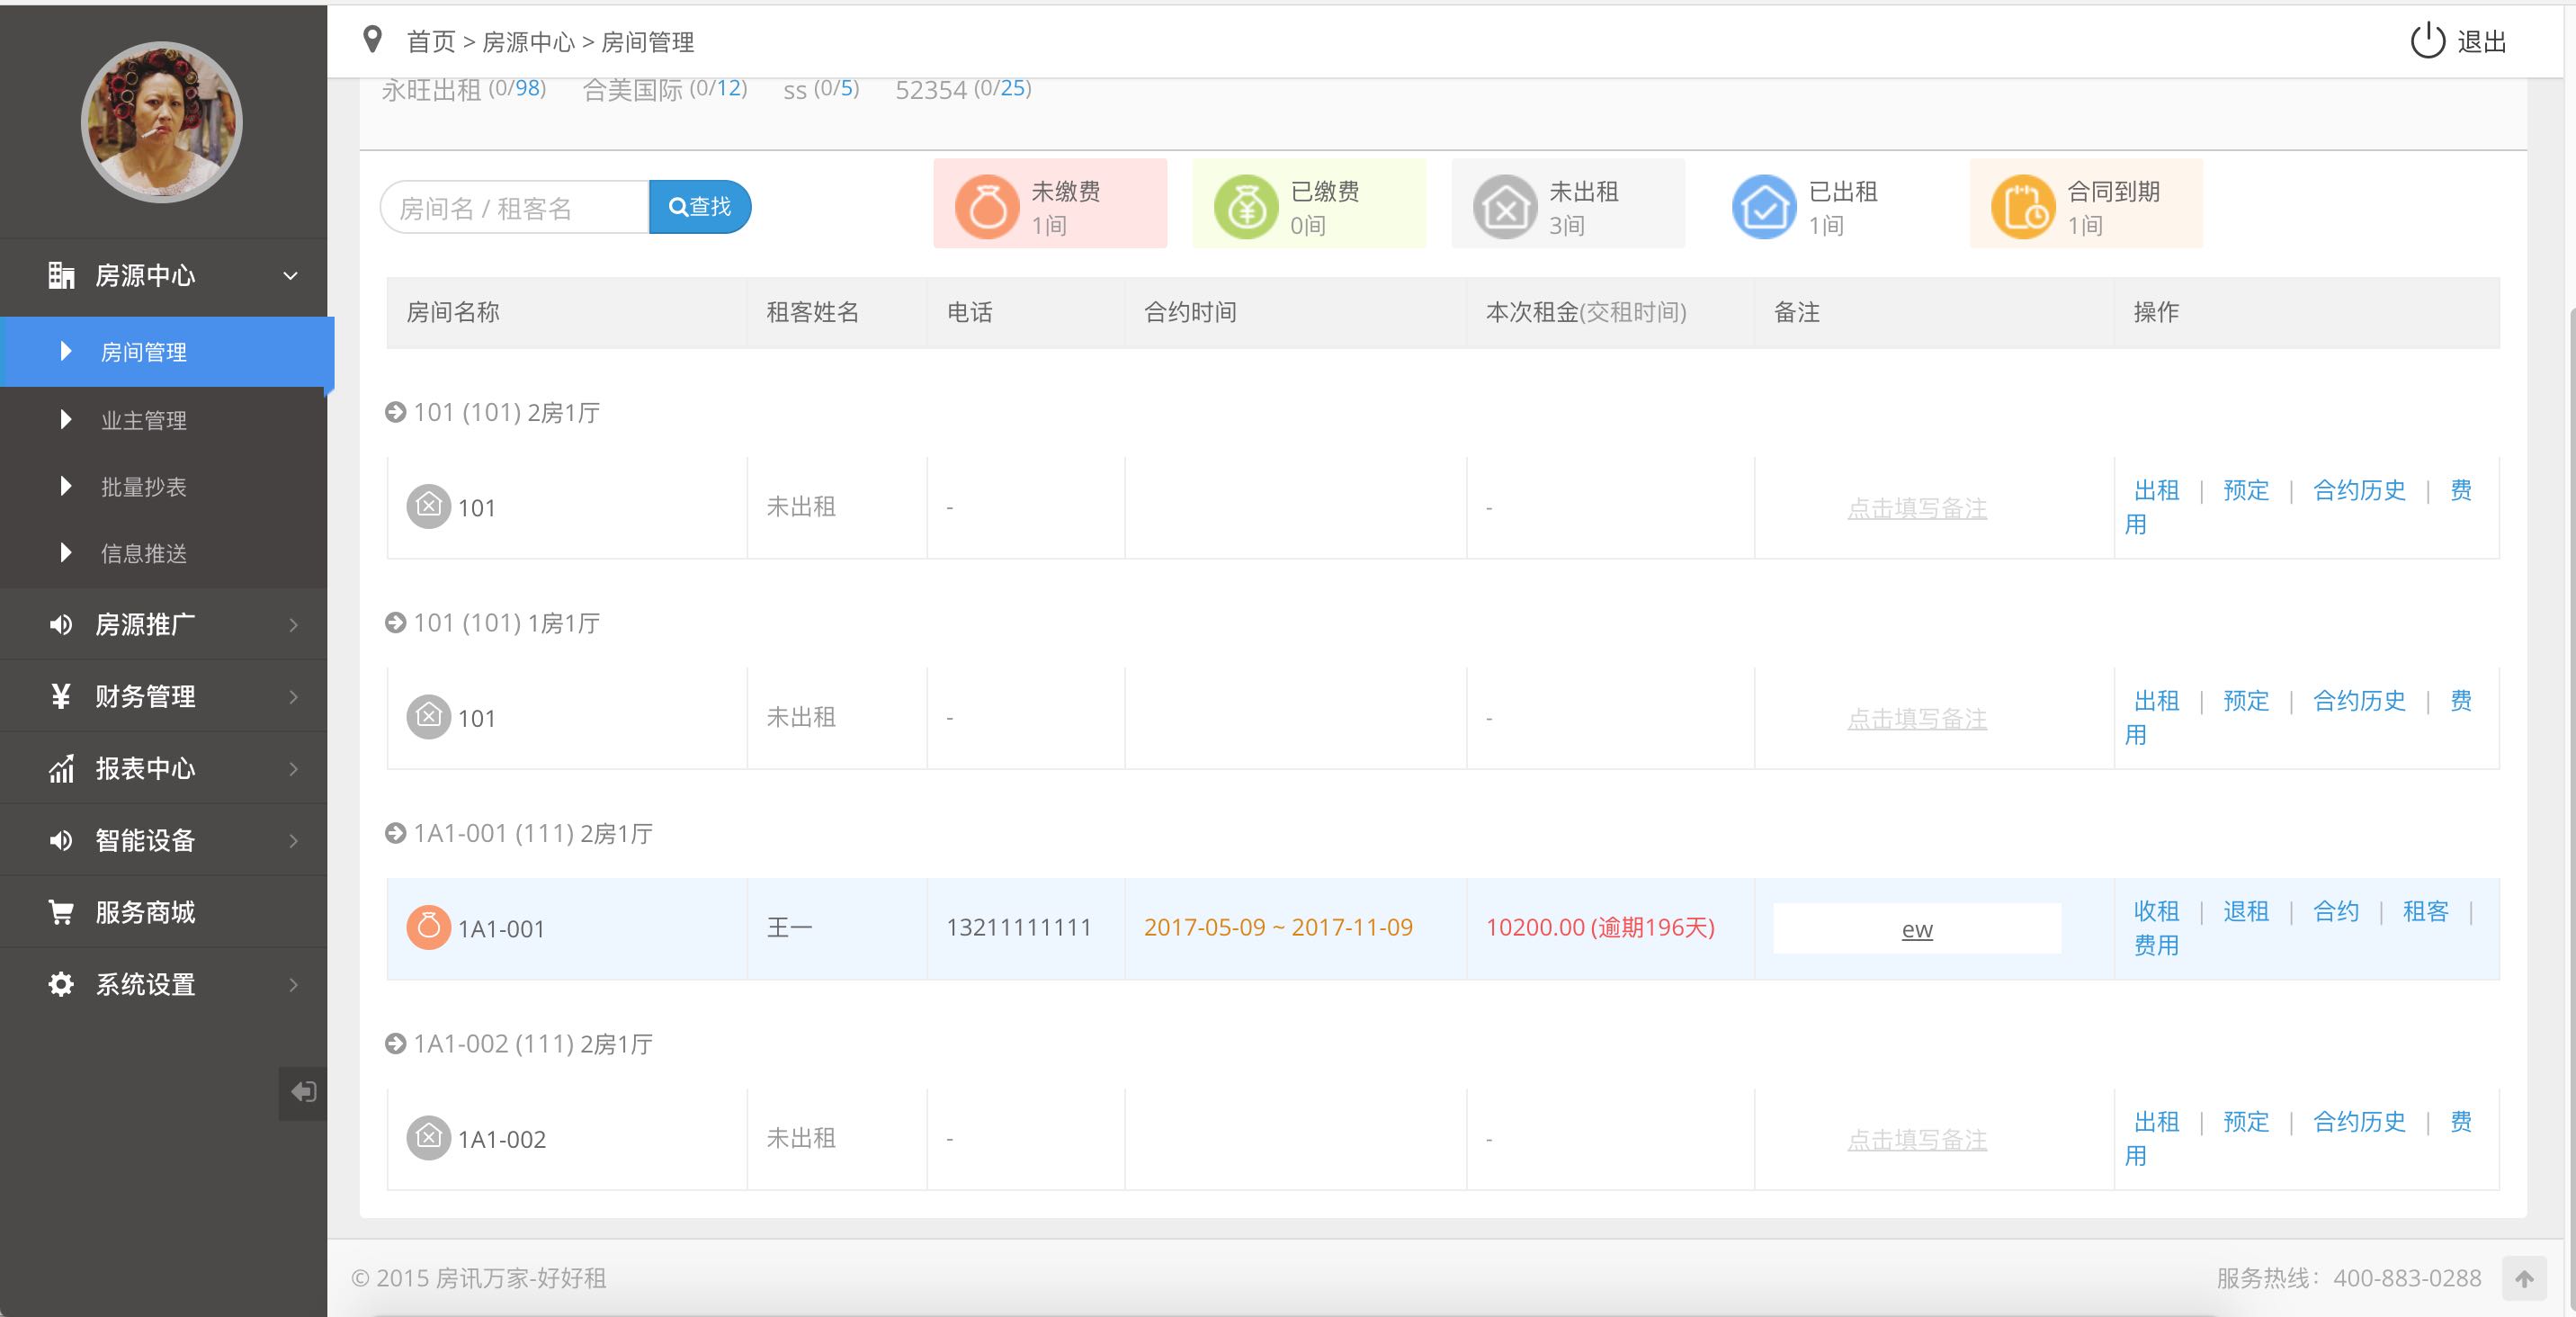 首页 > 房源中心 > 房间管理
退出
永旺出租 (0/98) 合美国际 (0/12) ss (0/5) 52354 (0/25)
房间名 / 租客名
查找
未缴费
1间
已缴费
0间
未出租
3间
已出租
1间
合同到期
1间
房源中心
房间管理
业主管理
批量抄表
信息推送
房源推广
¥ 财务管理
报表中心
智能设备
服务商城
系统设置
房间名称 租客姓名 电话 合约时间 本次租金(交租时间) 备注 操作
101 (101) 2房1厅
101 未出租 - - 点击填写备注 出租 | 预定 | 合约历史 | 费
用
101 (101) 1房1厅
101 未出租 - - 点击填写备注 出租 | 预定 | 合约历史 | 费
用
1A1-001 (111) 2房1厅
1A1-001 王一 13211111111 2017-05-09 ~ 2017-11-09 10200.00 (逾期196天) ew 收租 | 退租 | 合约 | 租客 |
费用
1A1-002 (111) 2房1厅
1A1-002 未出租 - - 点击填写备注 出租 | 预定 | 合约历史 | 费
用
© 2015 房讯万家-好好租
服务热线：400-883-0288